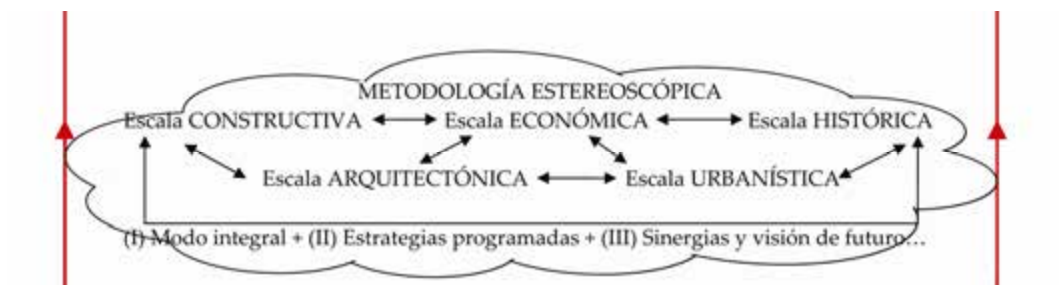 METODOLOGÍA ESTEREOSCÓPICA
Escala CONSTRUCTIVA Escala ECONÓMICA Escala HISTÓRICA
Escala ARQUITECTÓNICA Escala URBANÍSTICA
(I) Modo integral + (II) Estrategias programadas + (III) Sinergias y visión de futuro…